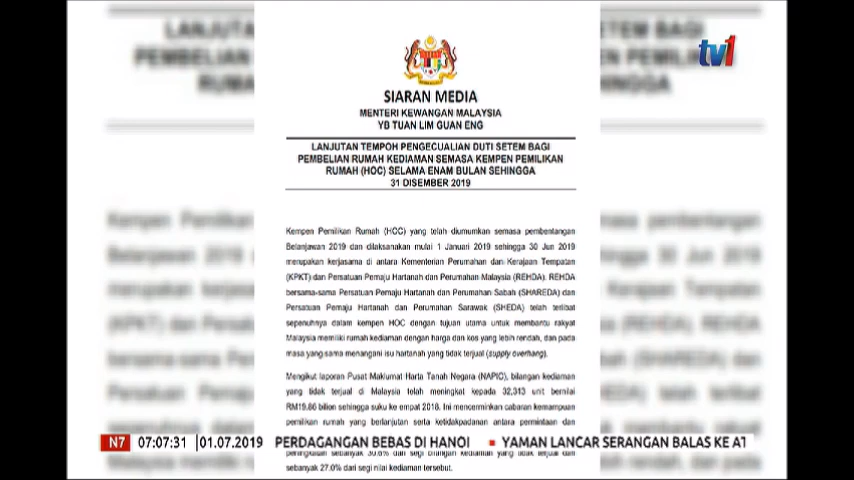 tv1
SIARAN MEDIA
MENTERI KEWANGAN MALAYSIA
YB TUAN LIM GUAN ENG
LANJUTAN TEMPOH PENGECUALIAN DUTI SETEM BAGI
PEMBELIAN RUMAH KEDIAMAN SEMASA KEMPEN PEMILIKAN
RUMAH (HOC) SELAMA ENAM BULAN SEHINGGA
31 DISEMBER 2019
Kempen Pemilikan Rumah (HOC) yang telah diumumkan semasa pembentangan
Belanjawan 2019 dan dilaksanakan mulai 1 Januari 2019 sehingga 30 Jun 2019
merupakan kerjasama di antara Kementerian Perumahan dan Kerajaan Tempatan
(KPKT) dan Persatuan Pemaju Hartanah dan Perumahan Malaysia (REHDA). REHDA
bersama-sama Persatuan Pemaju Hartanah dan Perumahan Sabah (SHAREDA) dan
Persatuan Pemaju Hartanah dan Perumahan Sarawak (SHEDA) telah terlibat
sepenuhnya dalam kempen HOC dengan tujuan utama untuk membantu rakyat
Malaysia memiliki rumah kediaman dengan harga dan kos yang lebih rendah, dan pada
masa yang sama menangani isu hartanah yang tidak terjual (supply overhang).
Mengikut laporan Pusat Maklumat Harta Tanah Negara (NAPIC), bilangan kediaman
yang tidak terjual di Malaysia telah meningkat kepada 32,313 unit bernilai
RM19.86 bilion sehingga suku ke empat 2018. Ini mencerminkan cabaran kemampuan
pemilikan rumah yang berlanjutan serta ketidakpadanan antara permintaan dan
N7 07:07:31 01.07.2019 PERDAGANGAN BEBAS DI HANOI ▪ YAMAN LANCAR SERANGAN BALAS KE AT
sebanyak 27.0% dari segi nilai kediaman tersebut.